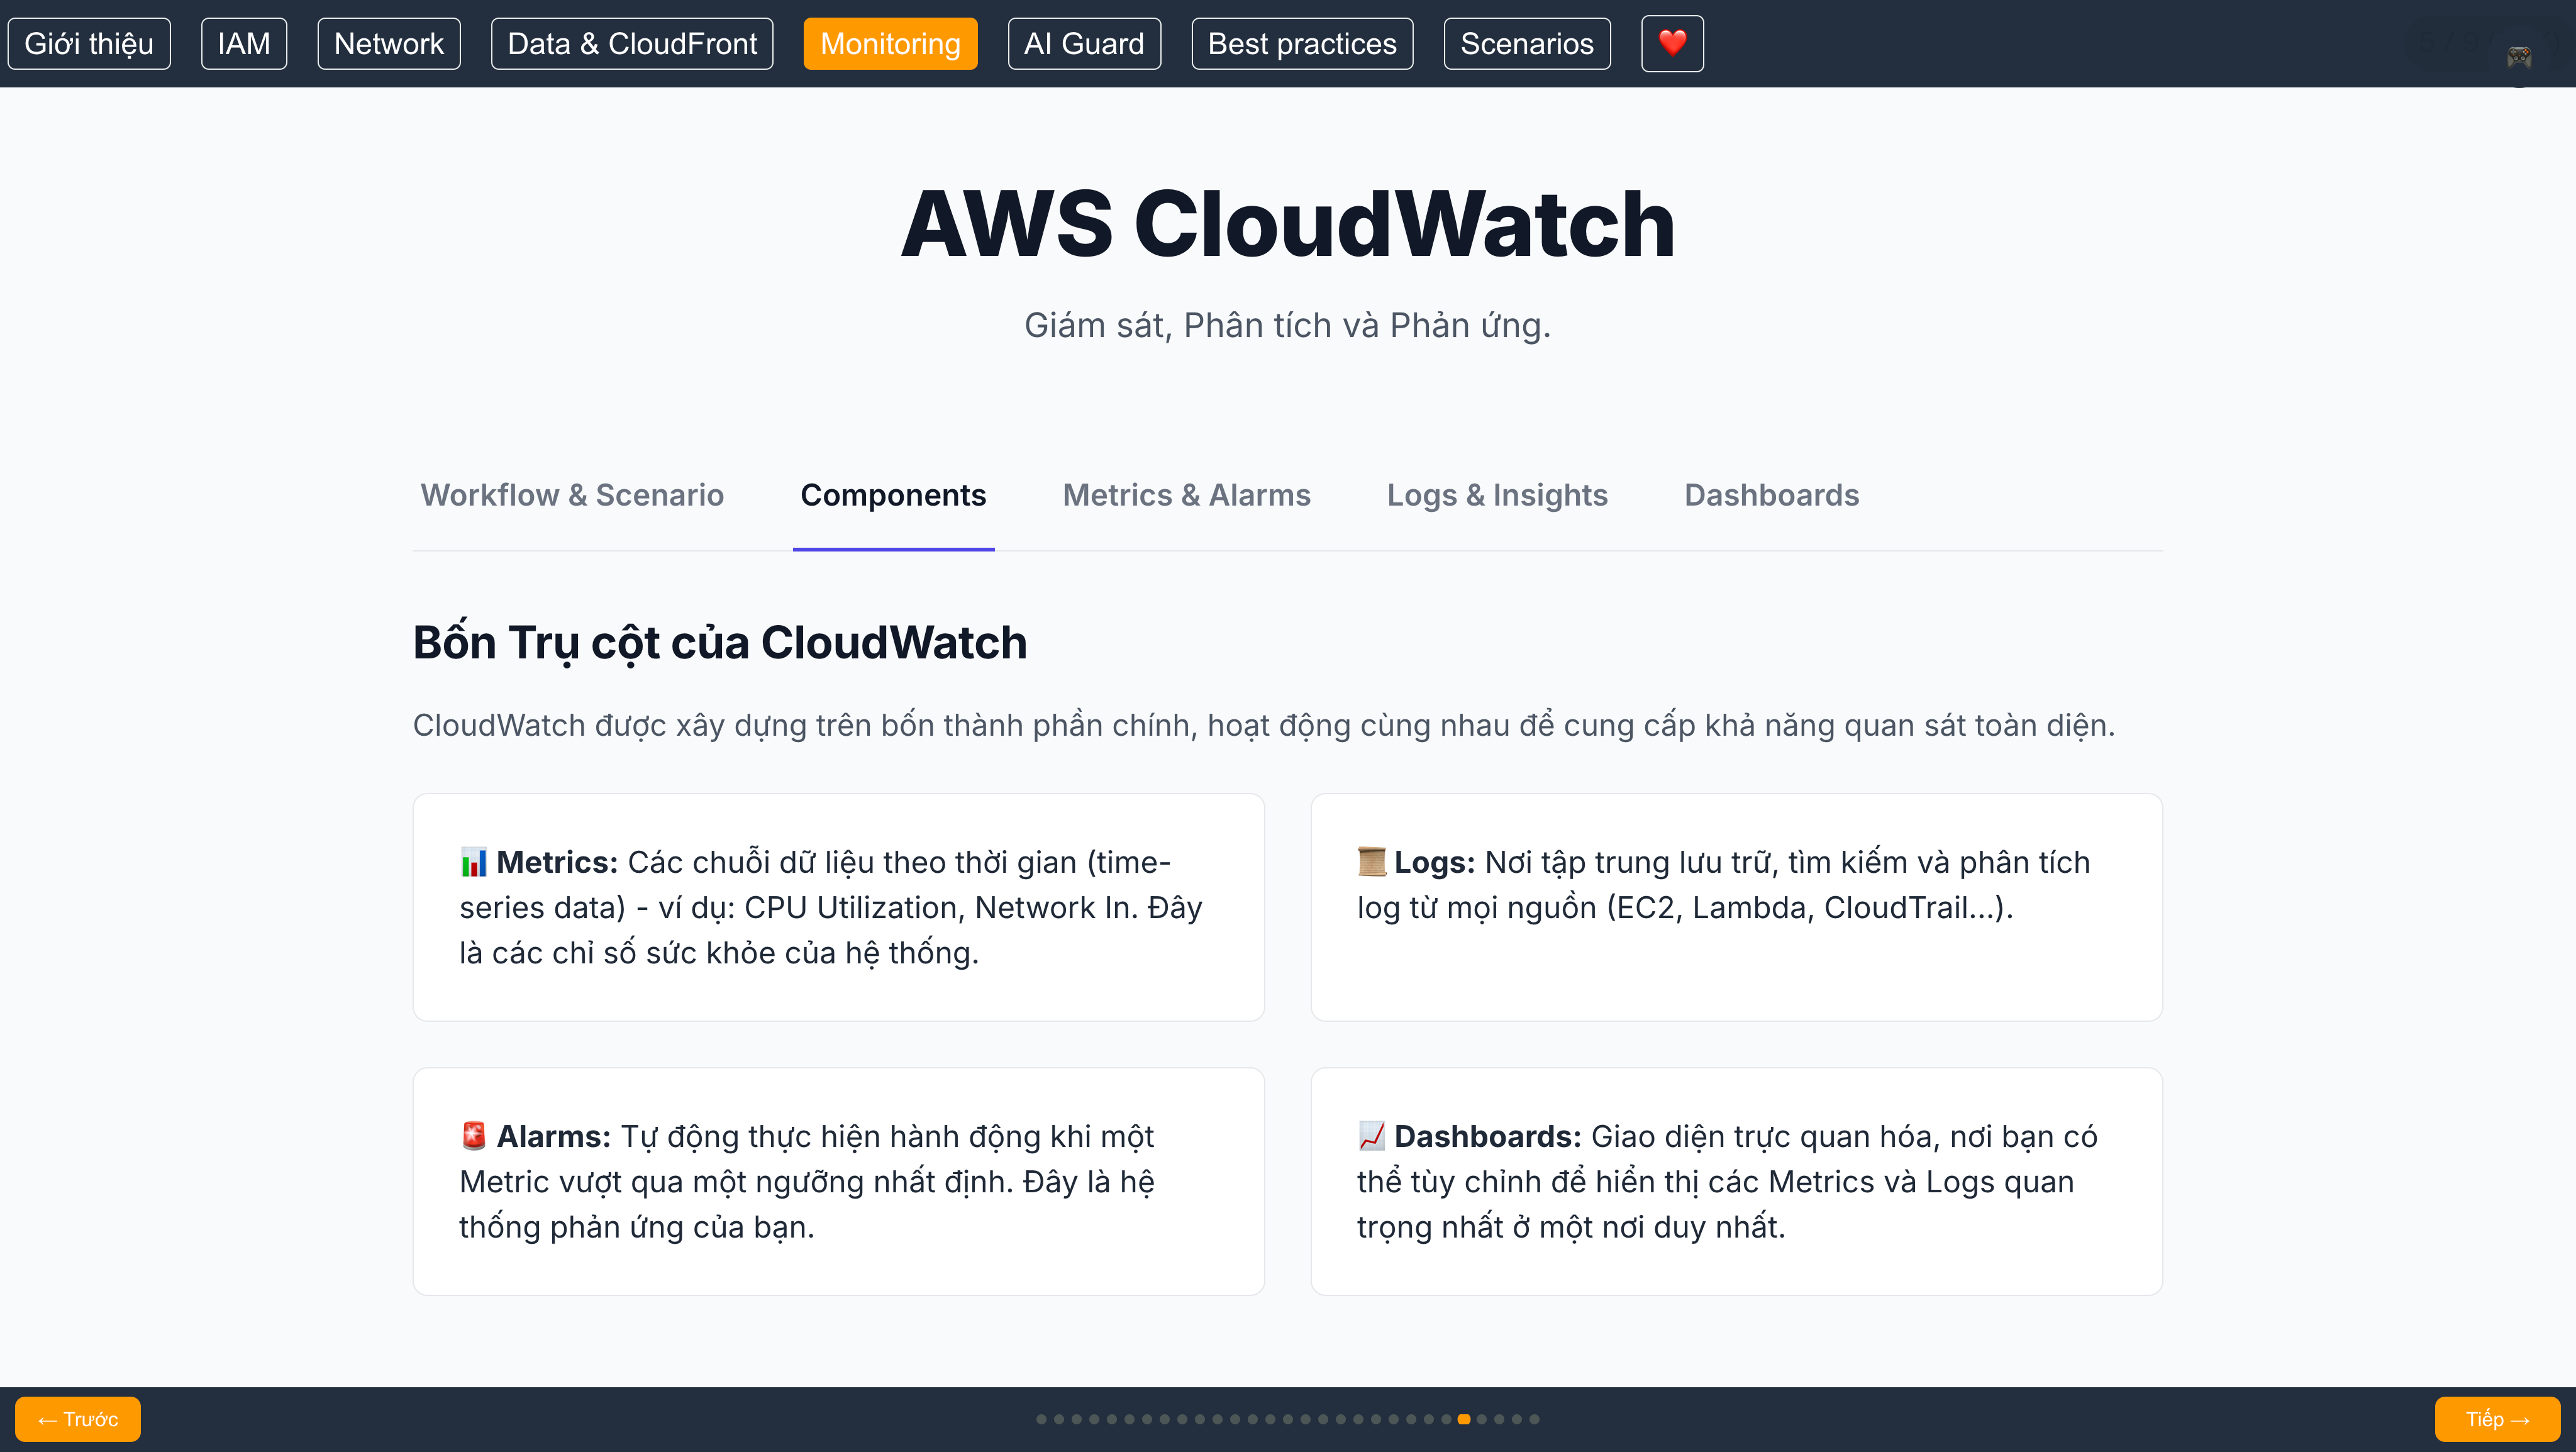 Giới thiệu
IAM
Network
Data & CloudFront
Monitoring
AI Guard
Best practices
Scenarios
AWS CloudWatch
Giám sát, Phân tích và Phản ứng.
Workflow & Scenario
Components
Metrics & Alarms
Logs & Insights
Dashboards
Bốn Trụ cột của CloudWatch
CloudWatch được xây dựng trên bốn thành phần chính, hoạt động cùng nhau để cung cấp khả năng quan sát toàn diện.
📊 Metrics: Các chuỗi dữ liệu theo thời gian (time-
series data) - ví dụ: CPU Utilization, Network In. Đây
là các chỉ số sức khỏe của hệ thống.
📜 Logs: Nơi tập trung lưu trữ, tìm kiếm và phân tích
log từ mọi nguồn (EC2, Lambda, CloudTrail...).
🚨 Alarms: Tự động thực hiện hành động khi một
Metric vượt qua một ngưỡng nhất định. Đây là hệ
thống phản ứng của bạn.
📈 Dashboards: Giao diện trực quan hóa, nơi bạn có
thể tùy chỉnh để hiển thị các Metrics và Logs quan
trọng nhất ở một nơi duy nhất.
← Trước
Tiếp →